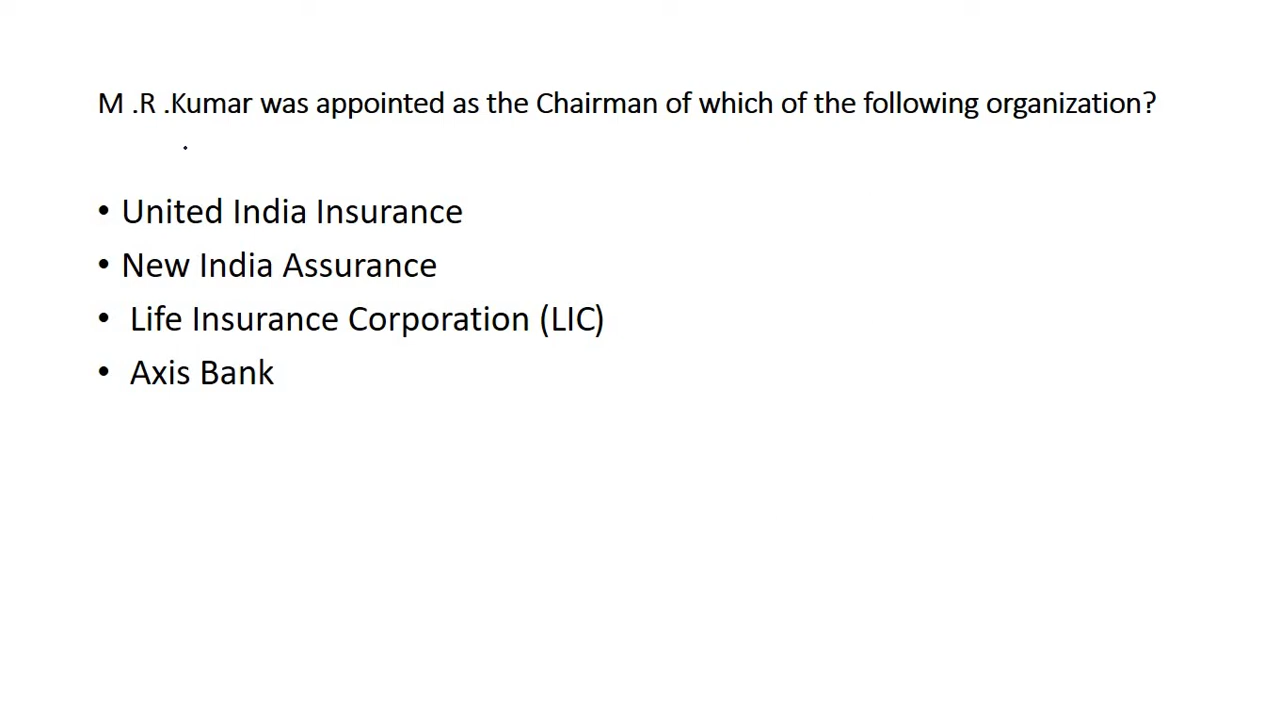 M .R .Kumar was appointed as the Chairman of which of the following organization?
• United India Insurance
• New India Assurance
• Life Insurance Corporation (LIC)
• Axis Bank